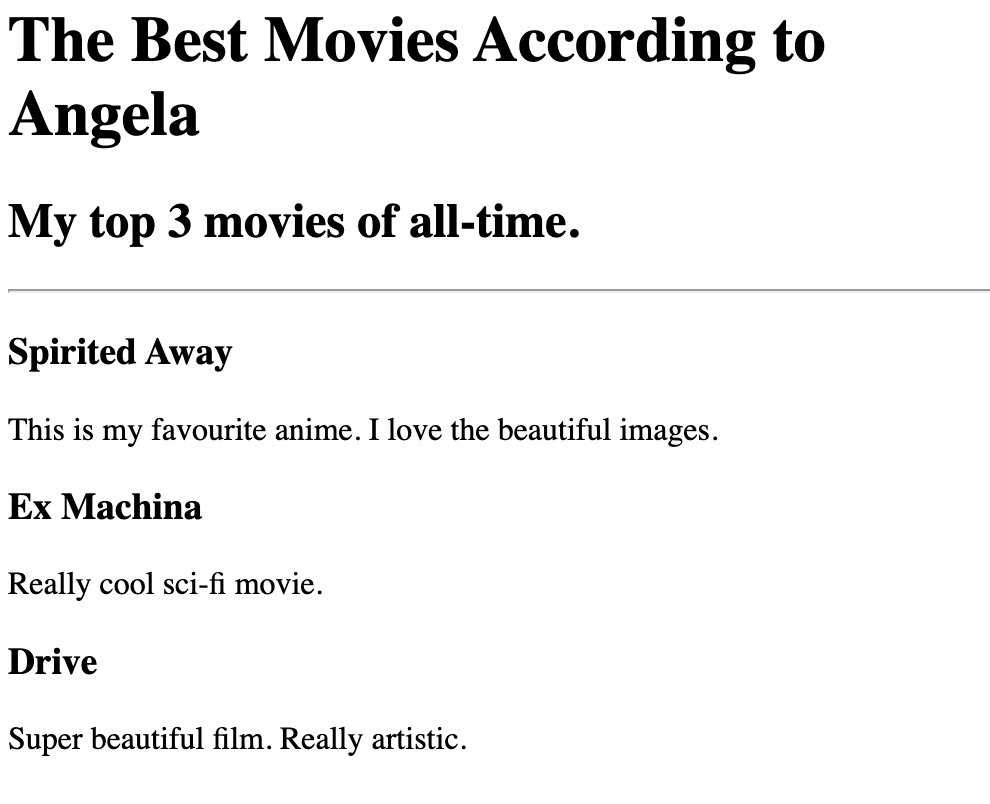 The Best Movies According to
Angela
My top 3 movies of all-time.
Spirited Away
This is my favourite anime. I love the beautiful images.
Ex Machina
Really cool sci-fi movie.
Drive
Super beautiful film. Really artistic.